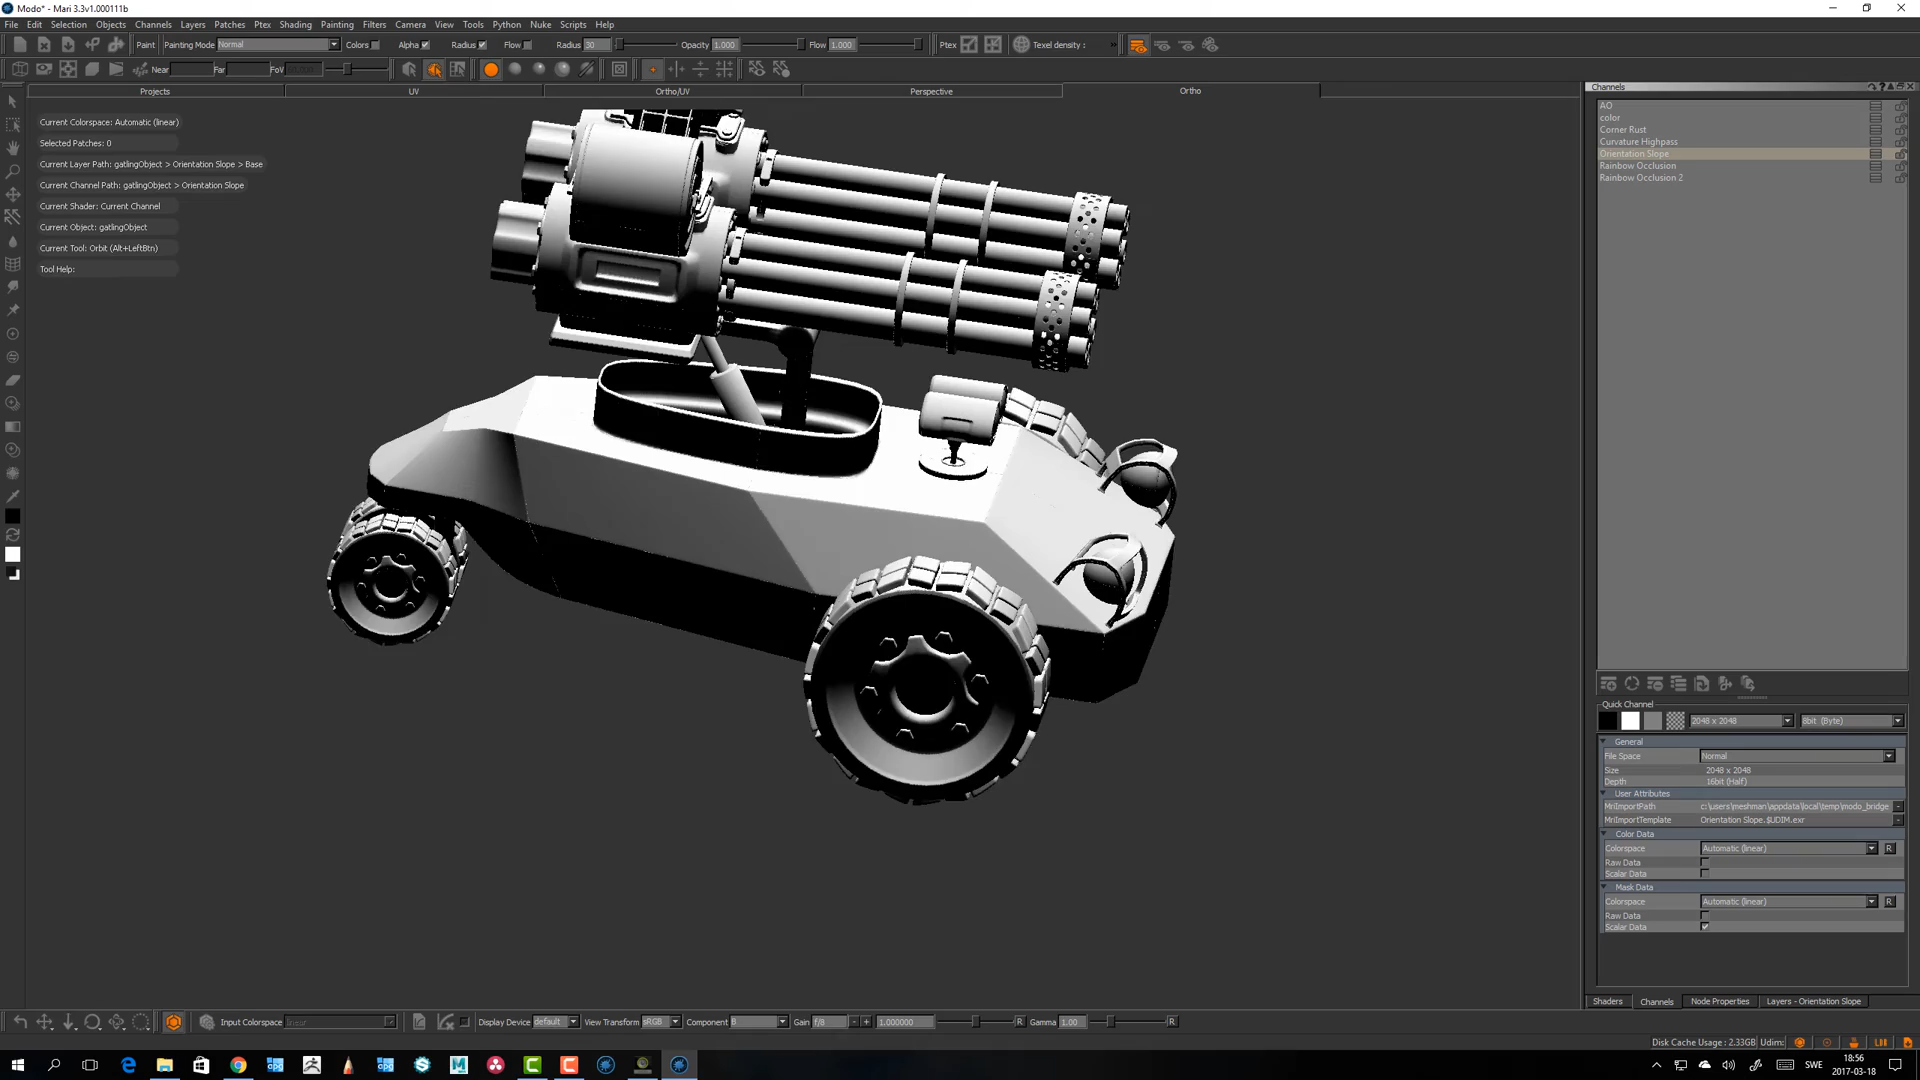 Modo* - Mari 3.3v1.000111b
File Edit Selection Objects Channels Layers Patches Ptex Shading Painting Filters Camera View Tools Python Nuke Scripts Help
Paint Painting Mode Normal Colors Alpha Radius Flow Radius 30 Opacity 1.000 Flow 1.000 Ptex Texel density :
Near Far FoV
Projects UV Ortho/UV Perspective Ortho
Current Colorspace: Automatic (linear)
Selected Patches: 0
Current Layer Path: gatlingObject > Orientation Slope > Base
Current Channel Path: gatlingObject > Orientation Slope
Current Shader: Current Channel
Current Object: gatlingObject
Current Tool: Orbit (Alt+LeftBtn)
Tool Help:
Channels
AO
color
Corner Rust
Curvature Highpass
Orientation Slope
Rainbow Occlusion
Rainbow Occlusion 2
Quick Channel
2048 x 2048 8bit (Byte)
General
File Space Normal
Size 2048 x 2048
Depth 16bit (Half)
User Attributes
MriImportPath c:\users\meshman\appdata\local\temp\modo_bridge
MriImportTemplate Orientation Slope.$UDIM.exr
Color Data
Colorspace Automatic (linear) R
Raw Data
Scalar Data
Mask Data
Colorspace Automatic (linear) R
Raw Data
Scalar Data
Shaders Channels Node Properties Layers - Orientation Slope
Input Colorspace linear Display Device default View Transform sRGB Component B Gain f/8 - + 1.000000 R Gamma 1.00 R
Disk Cache Usage : 2.33GB Udim:
SWE
18:56
2017-03-18